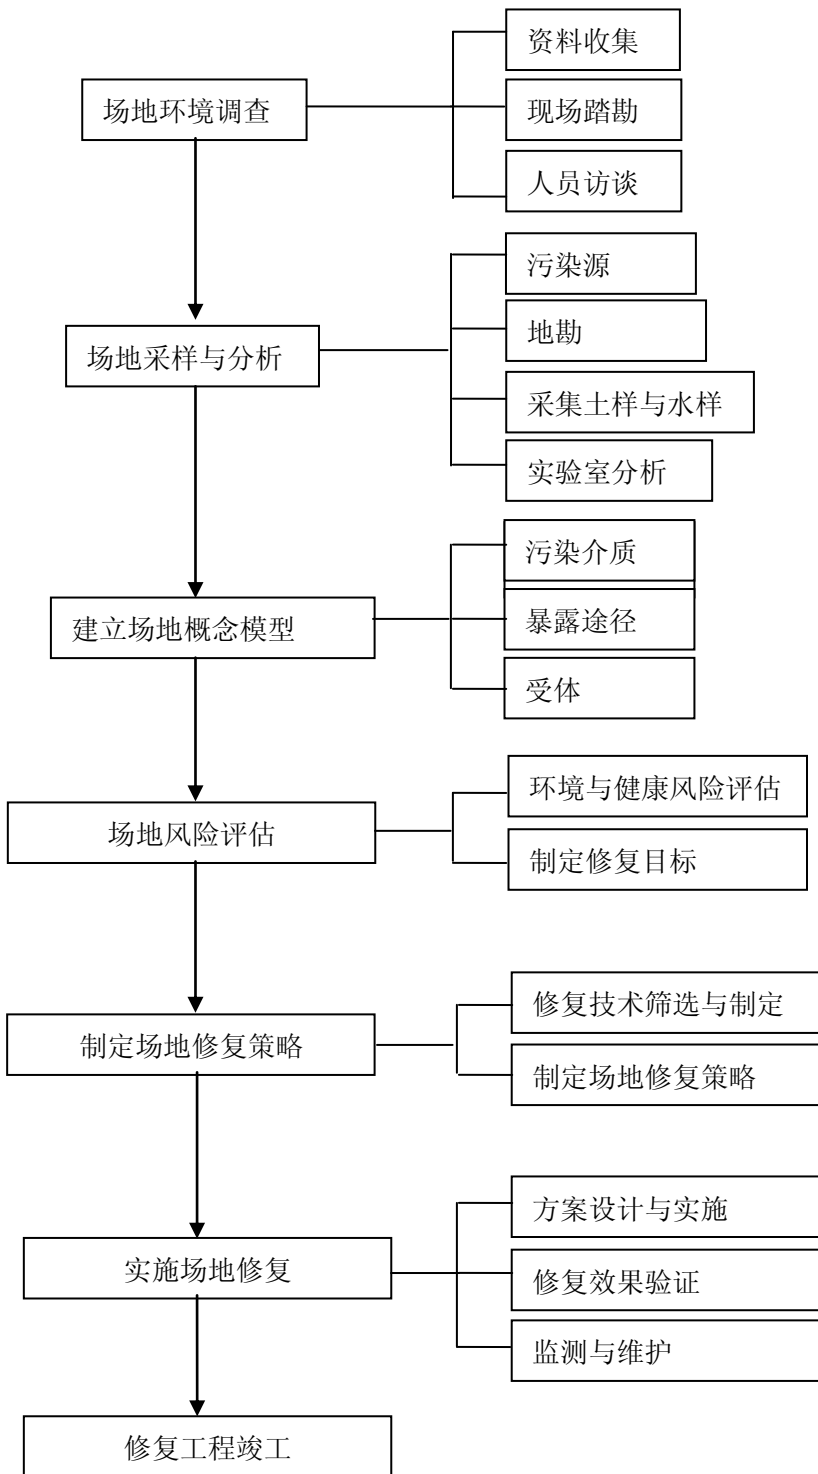 场地环境调查
资料收集
现场踏勘
人员访谈
场地采样与分析
污染源
地勘
采集土样与水样
实验室分析
建立场地概念模型
污染介质
暴露途径
受体
场地风险评估
环境与健康风险评估
制定修复目标
制定场地修复策略
修复技术筛选与制定
制定场地修复策略
实施场地修复
方案设计与实施
修复效果验证
监测与维护
修复工程竣工